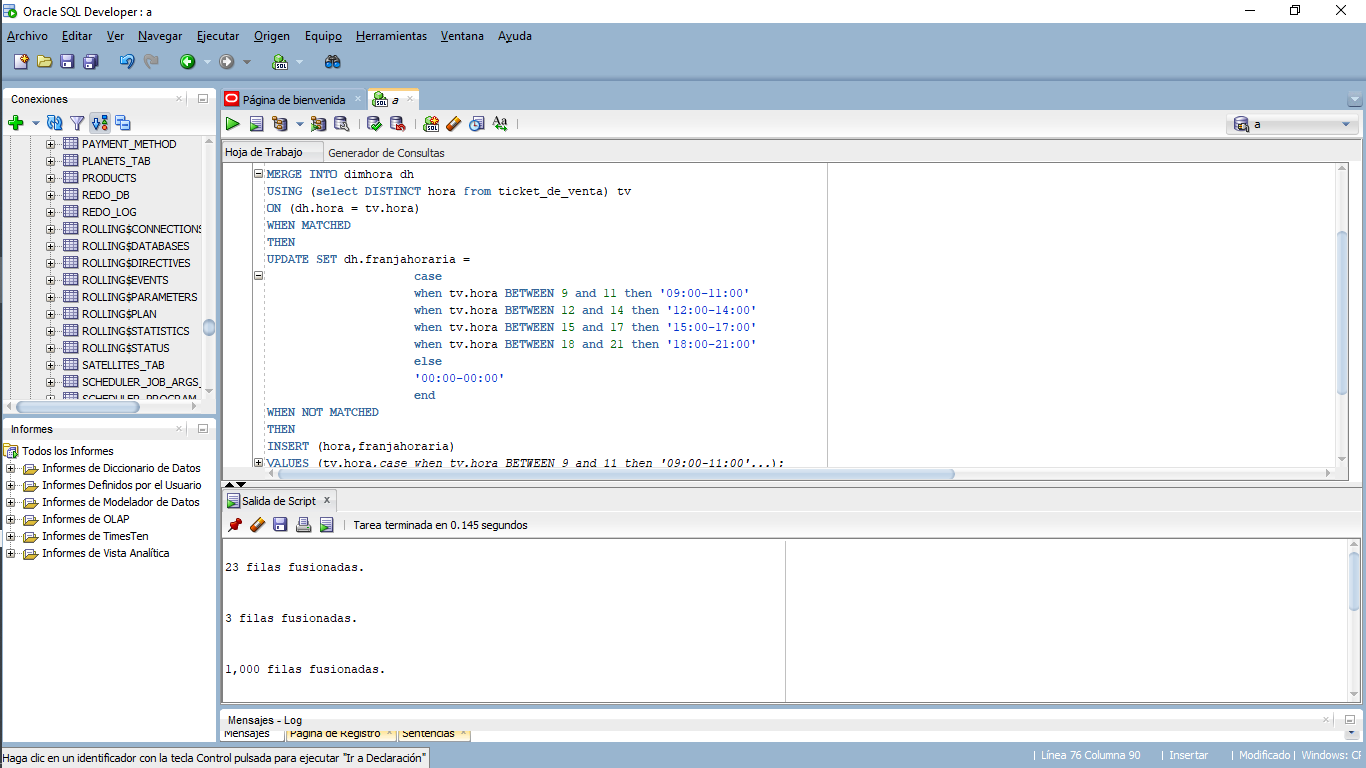 Oracle SQL Developer : a
Archivo Editar Ver Navegar Ejecutar Origen Equipo Herramientas Ventana Ayuda
Conexiones
PAYMENT_METHOD
PLANETS_TAB
PRODUCTS
REDO_DB
REDO_LOG
ROLLING$CONNECTIONS
ROLLING$DATABASES
ROLLING$DIRECTIVES
ROLLING$EVENTS
ROLLING$PARAMETERS
ROLLING$PLAN
ROLLING$STATISTICS
ROLLING$STATUS
SATELLITES_TAB
SCHEDULER_JOB_ARGS_
SCHEDULER_PROGRAM
Informes
Todos los Informes
Informes de Diccionario de Datos
Informes Definidos por el Usuario
Informes de Modelador de Datos
Informes de OLAP
Informes de TimesTen
Informes de Vista Analítica
Página de bienvenida
a
a
Hoja de Trabajo Generador de Consultas
MERGE INTO dimhora dh
USING (select DISTINCT hora from ticket_de_venta) tv
ON (dh.hora = tv.hora)
WHEN MATCHED
THEN
UPDATE SET dh.franjahoraria =
case
when tv.hora BETWEEN 9 and 11 then '09:00-11:00'
when tv.hora BETWEEN 12 and 14 then '12:00-14:00'
when tv.hora BETWEEN 15 and 17 then '15:00-17:00'
when tv.hora BETWEEN 18 and 21 then '18:00-21:00'
else
'00:00-00:00'
end
WHEN NOT MATCHED
THEN
INSERT (hora,franjahoraria)
VALUES (tv.hora,case when tv.hora BETWEEN 9 and 11 then '09:00-11:00'...);
Salida de Script x
Tarea terminada en 0.145 segundos
23 filas fusionadas.
3 filas fusionadas.
1,000 filas fusionadas.
Mensajes - Log
Mensajes Página de Registro Sentencias
Haga clic en un identificador con la tecla Control pulsada para ejecutar "Ir a Declaración"
Línea 76 Columna 90 | Insertar | Modificado | Windows: CF